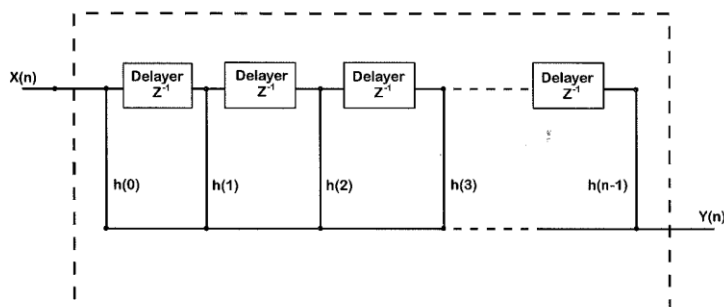 X(n)
Delayer
Z⁻¹
Delayer
Z⁻¹
Delayer
Z⁻¹
Delayer
Z⁻¹
h(0)
h(1)
h(2)
h(3)
h(n-1)
Y(n)